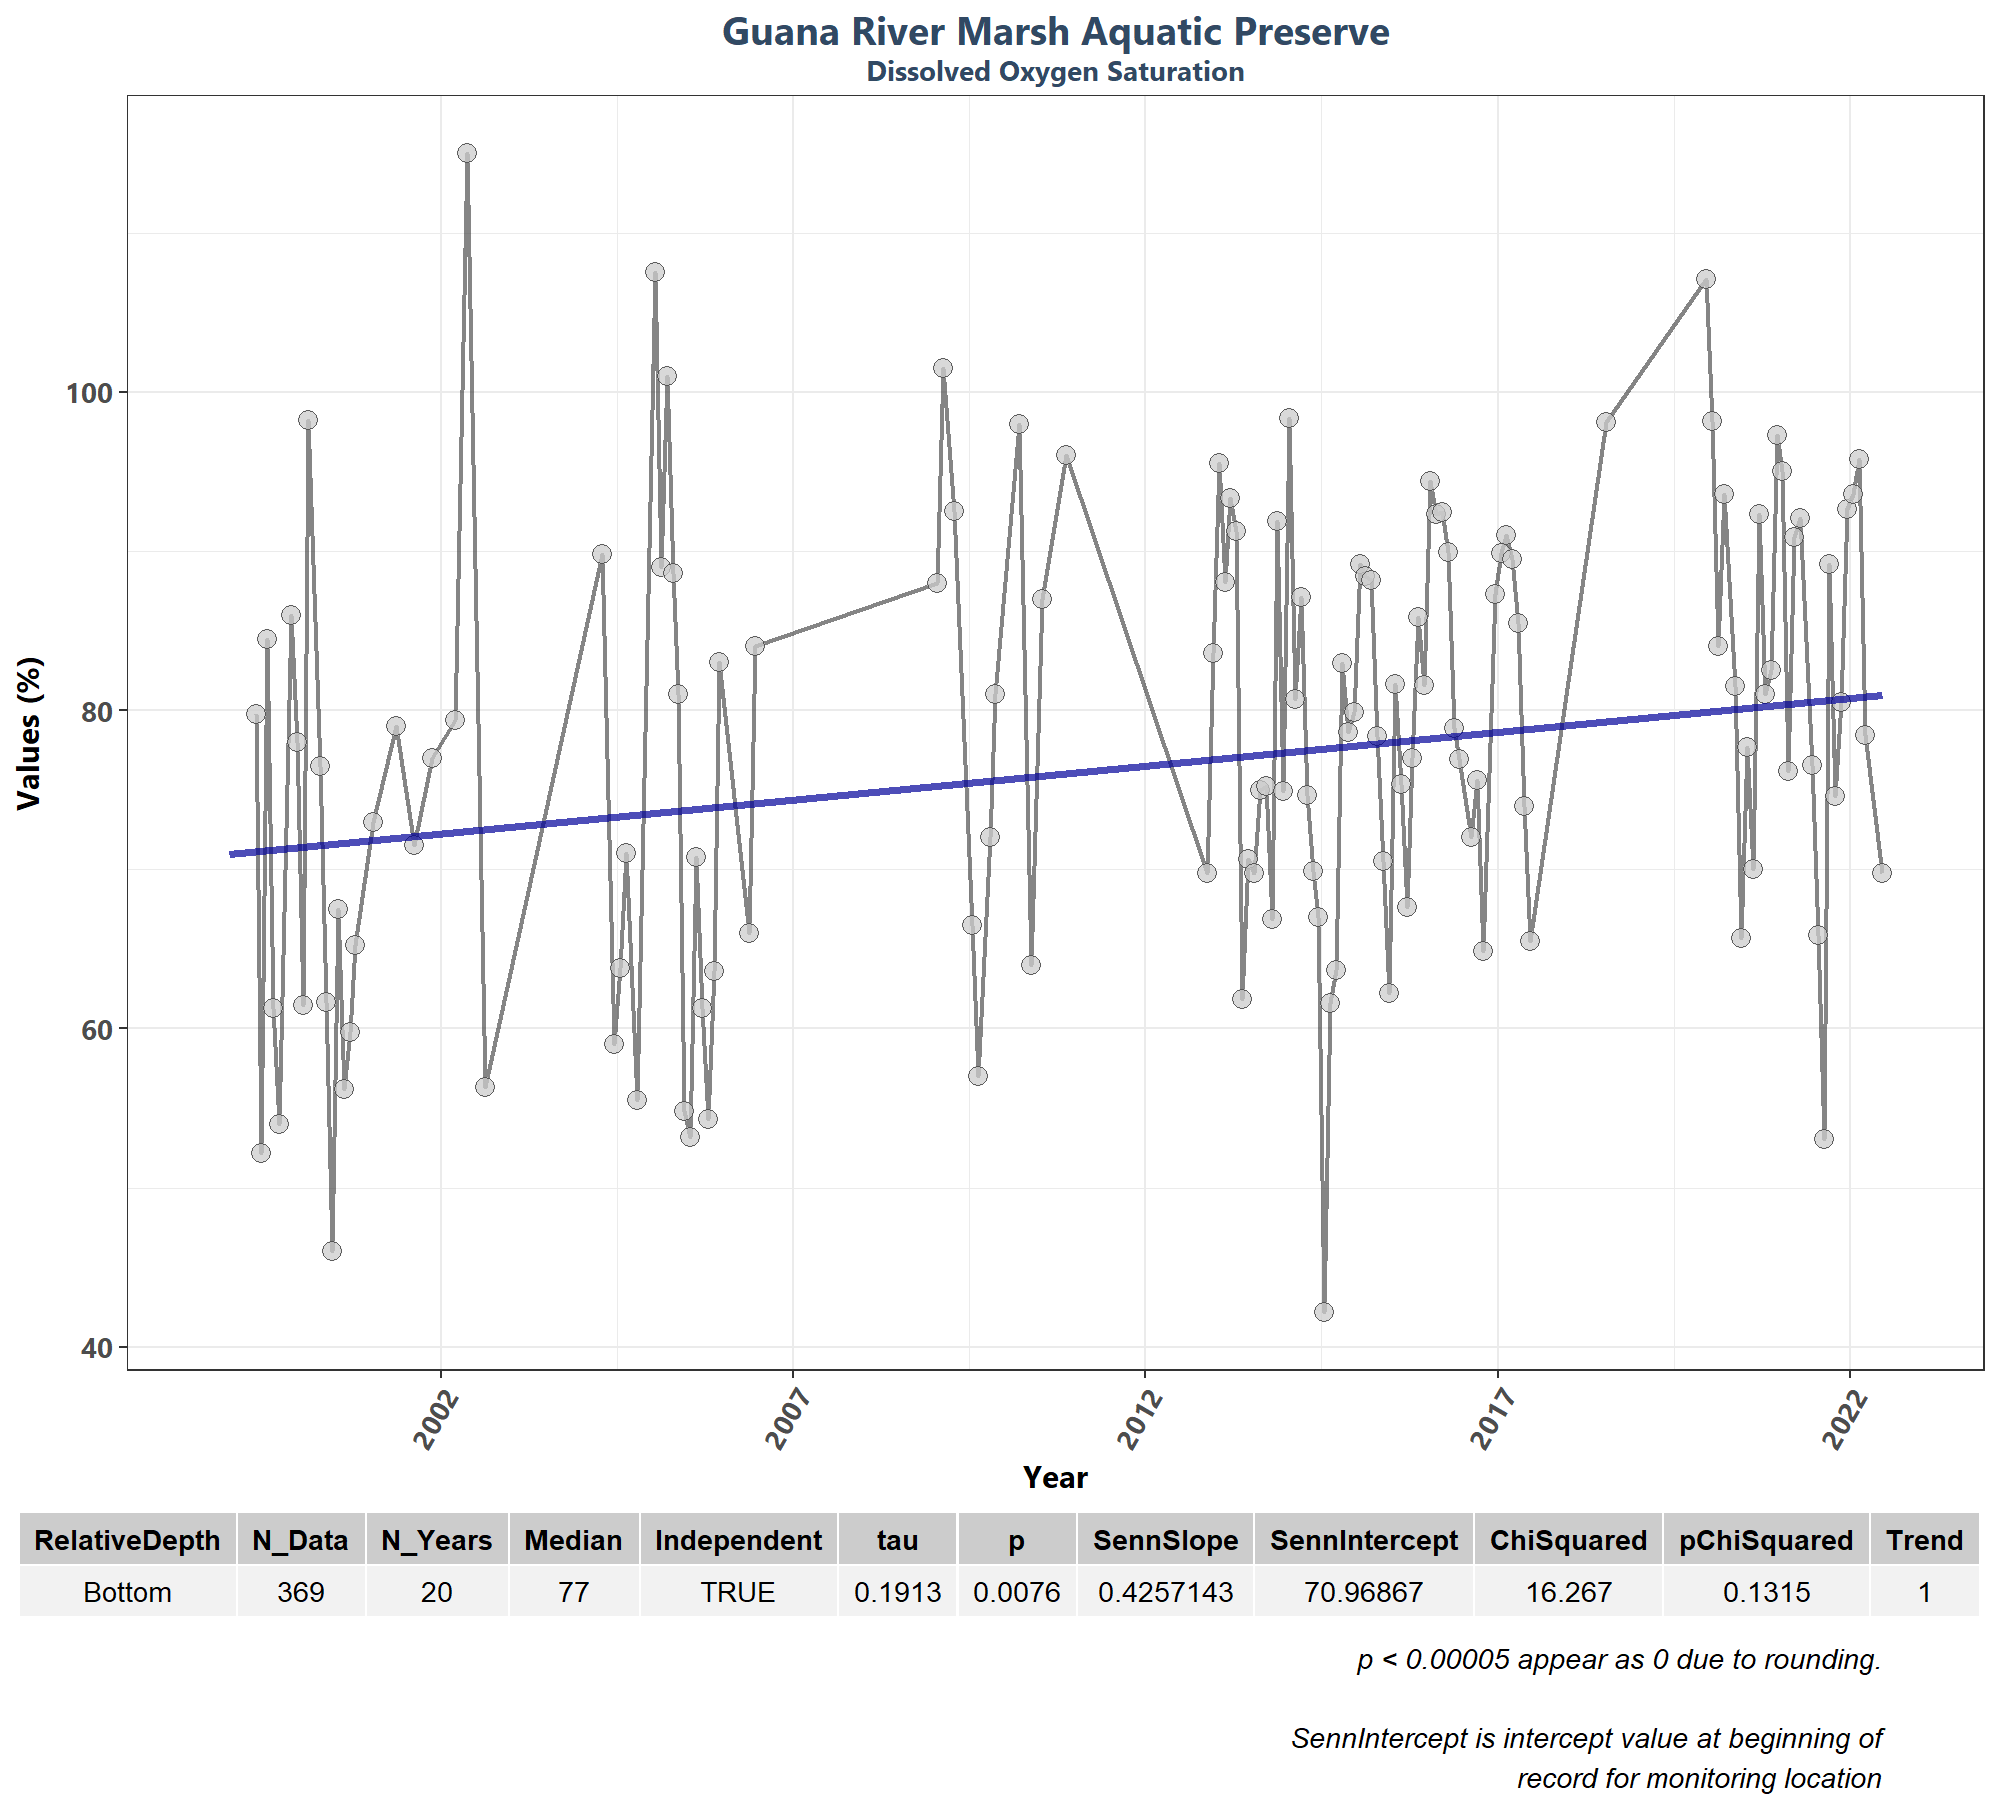 Guana River Marsh Aquatic Preserve
Dissolved Oxygen Saturation
Values (%)
100
80
60
40
2002
2007
2012
2017
2022
Year
RelativeDepth N_Data N_Years Median Independent tau p SennSlope SennIntercept ChiSquared pChiSquared Trend
Bottom 369 20 77 TRUE 0.1913 0.0076 0.4257143 70.96867 16.267 0.1315 1
p < 0.00005 appear as 0 due to rounding.
SennIntercept is intercept value at beginning of
record for monitoring location